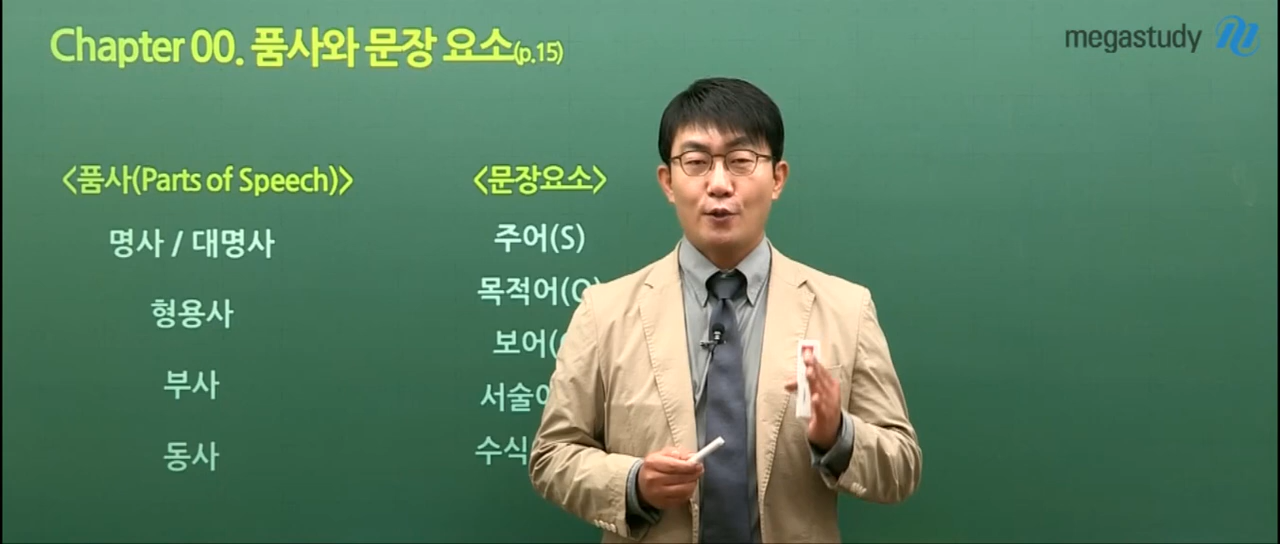 Chapter 00. 품사와 문장 요소(p.15)
megastudy
<품사(Parts of Speech)>
명사 / 대명사
형용사
부사
동사
<문장요소>
주어(S)
목적어(O
보어(
서술어
수식